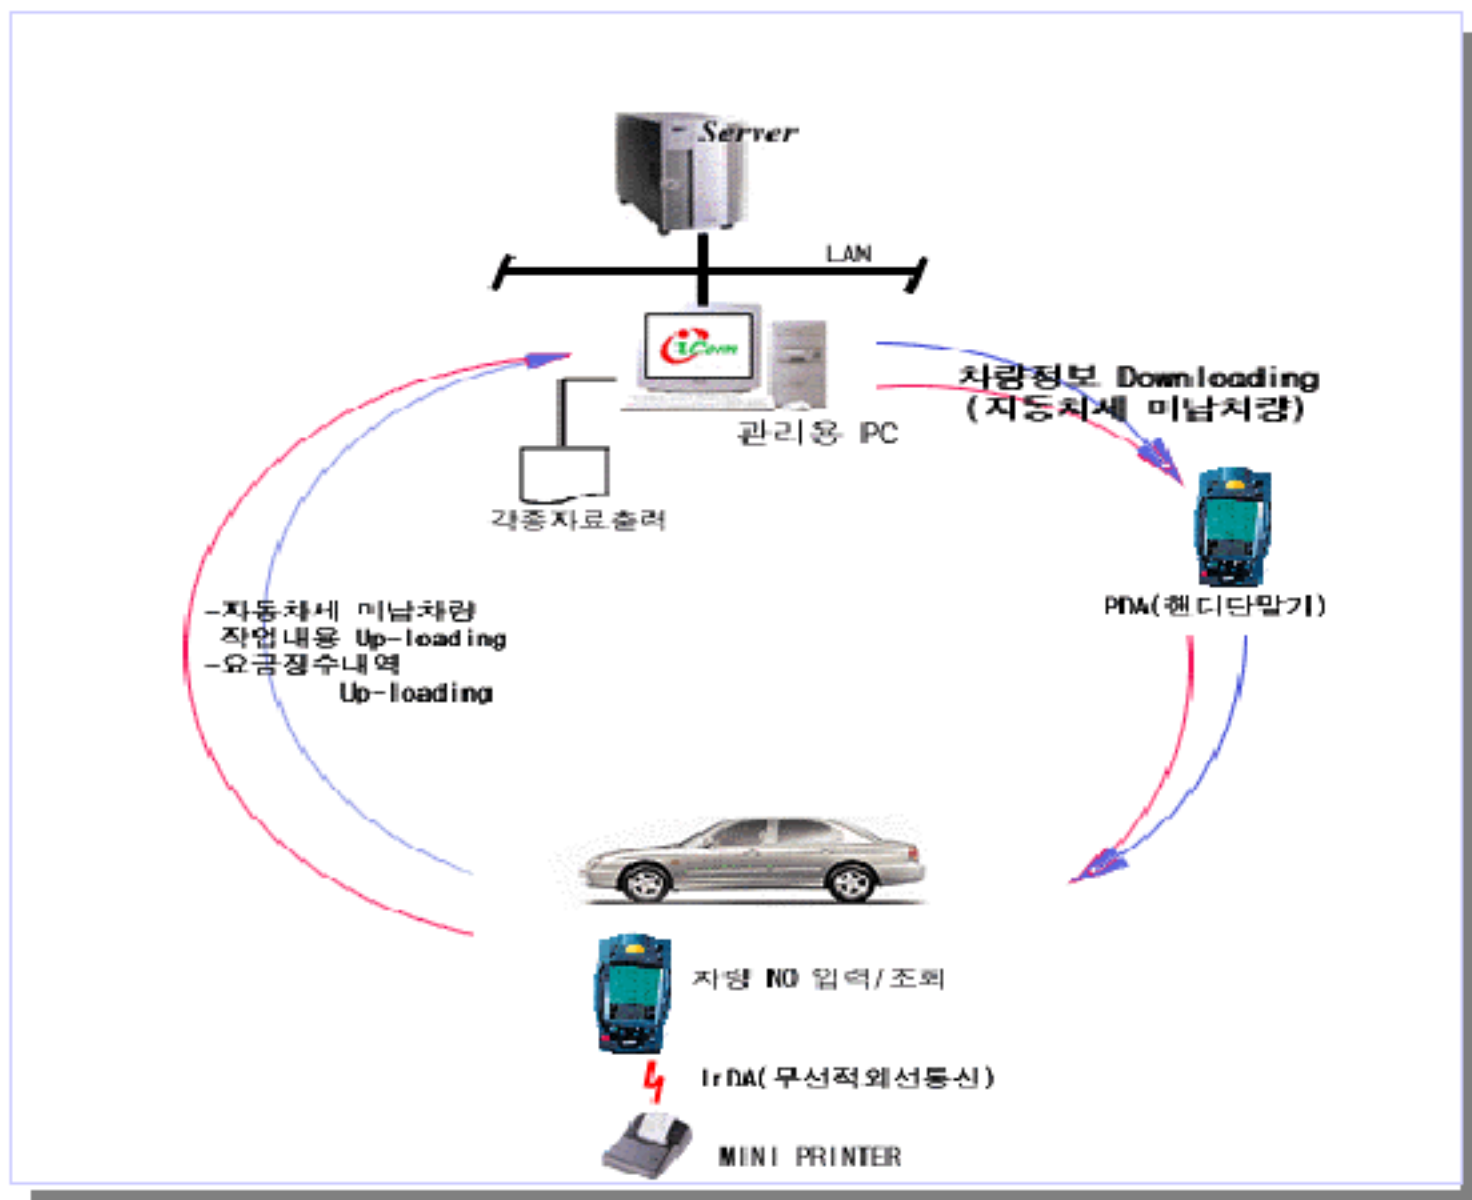 Server
LAN
iCom
관리용 PC
차량정보 Downloading
(자동차세 미납차량)
각종자료출력
PDA(핸디단말기)
-자동차세 미납차량
작업내용 Up-loading
-요금징수내역
Up-loading
차량 NO 입력/조회
IrDA(무선적외선통신)
MINI PRINTER